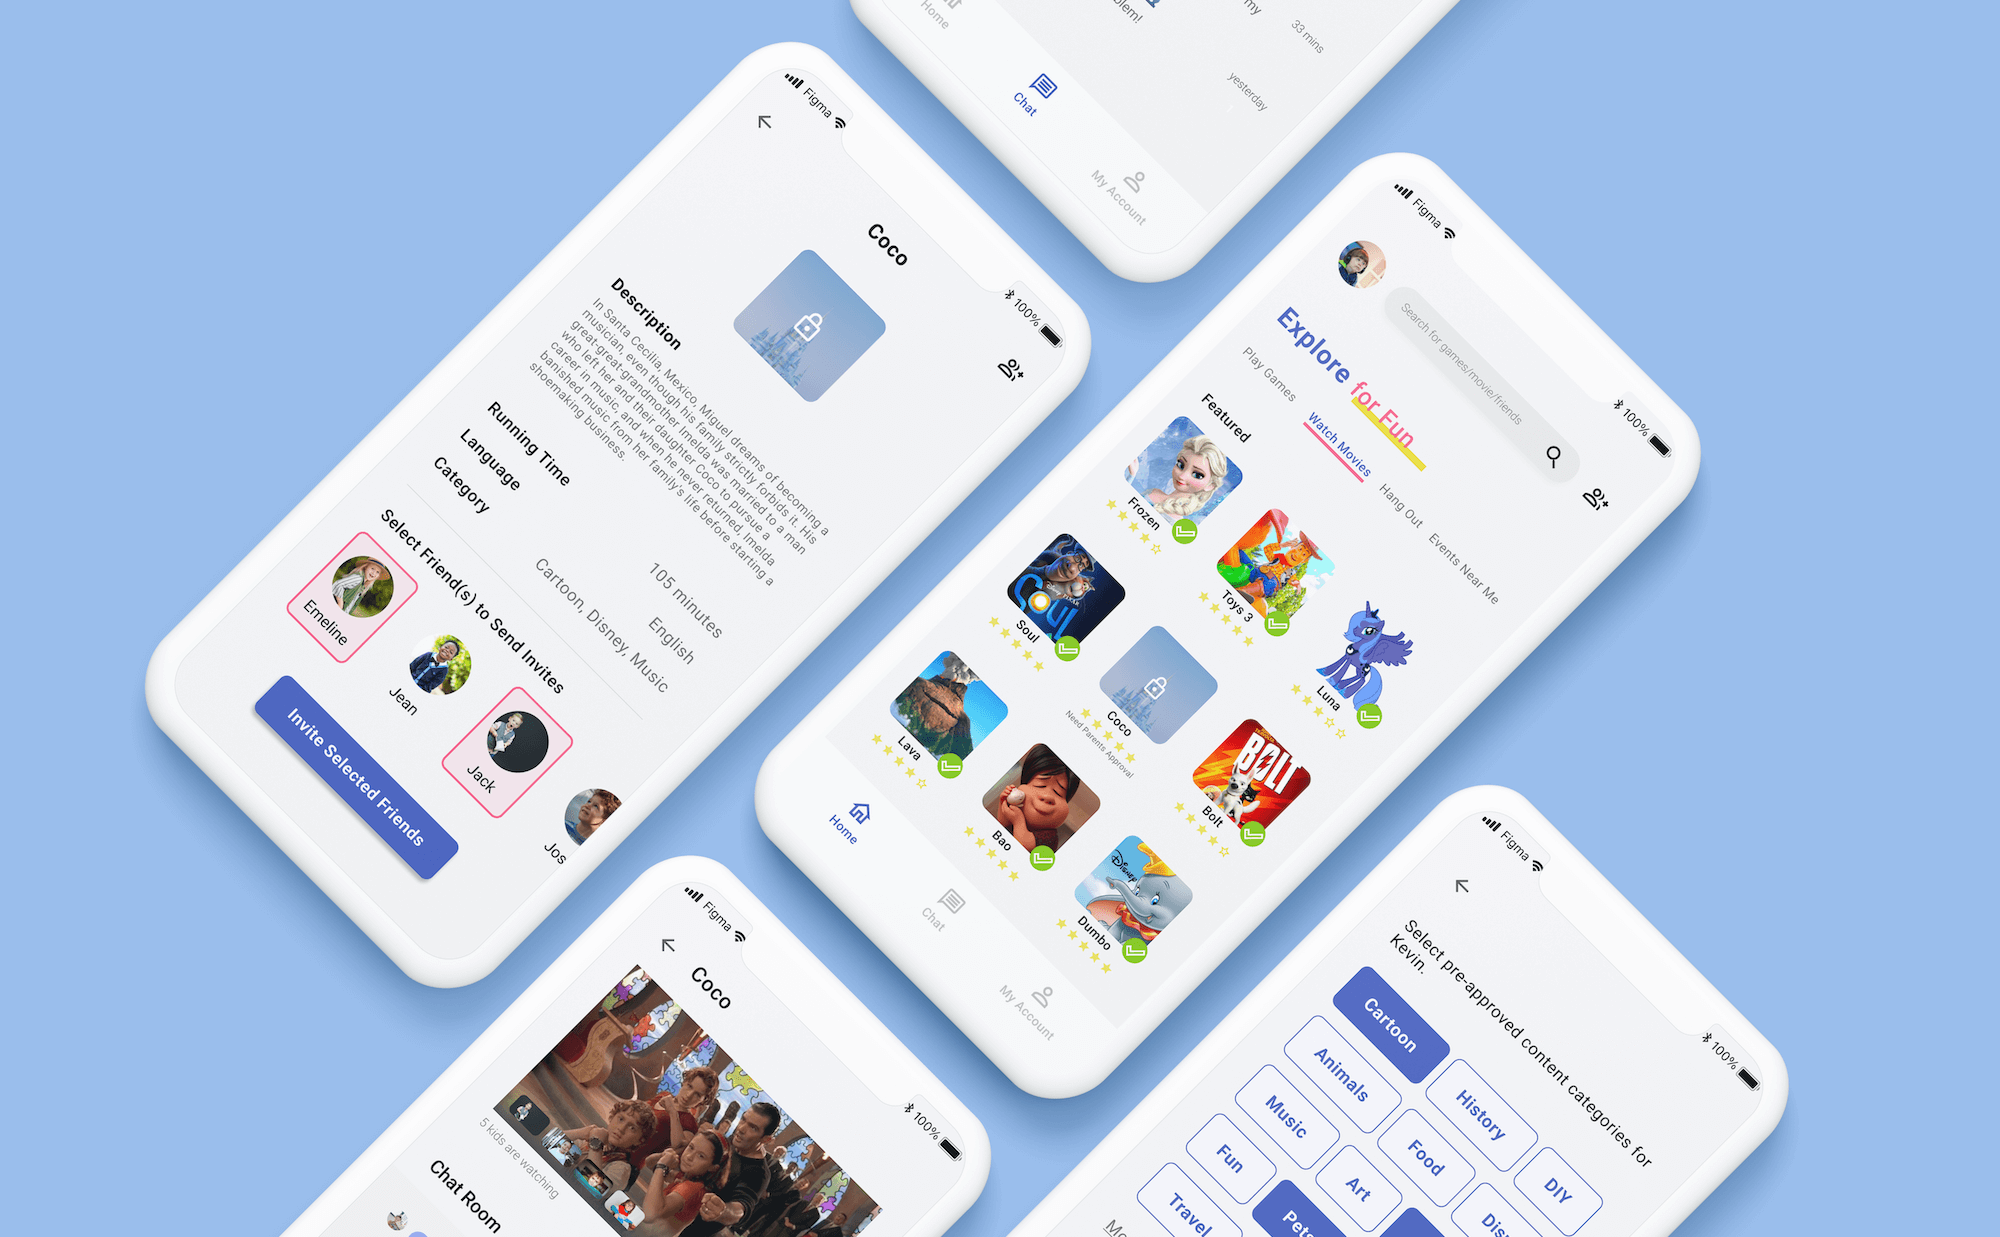 Home
Chat
My Account
blem!
my
33 mins
yesterday
Figma
100%
Coco
Description
In Santa Cecilia, Mexico, Miguel dreams of becoming a
musician, even though his family strictly forbids it. His
great-great-grandmother Imelda was married to a man
who left her and their daughter Coco to pursue a
career in music, and when he never returned, Imelda
banished music from her family's life before starting a
shoemaking business.
Running Time
105 minutes
Language
English
Category
Cartoon, Disney, Music
Select Friend(s) to Send Invites
Emeline
Jean
Jack
Jos
Invite Selected Friends
Figma
100%
Search for games/movie/friends
Explore for Fun
Play Games
Watch Movies
Hang Out
Events Near Me
Featured
Frozen
Toys 3
Luna
Soul
Soul
Coco
Need Parents Approval
BOLT
Bolt
Lava
Bao
Disney
Dumbo
Home
Chat
My Account
Figma
100%
Coco
5 kids are watching
Chat Room
Figma
100%
Select pre-approved content categories for
Kevin.
Cartoon
History
DIY
Animals
Food
Dis
Music
Art
Fun
Pets
Travel
Mo